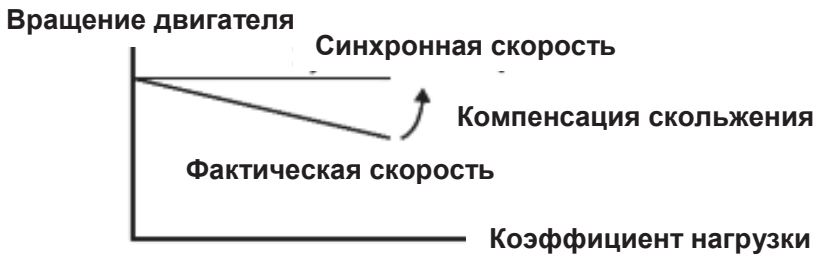 Вращение двигателя
Синхронная скорость
Компенсация скольжения
Фактическая скорость
Коэффициент нагрузки